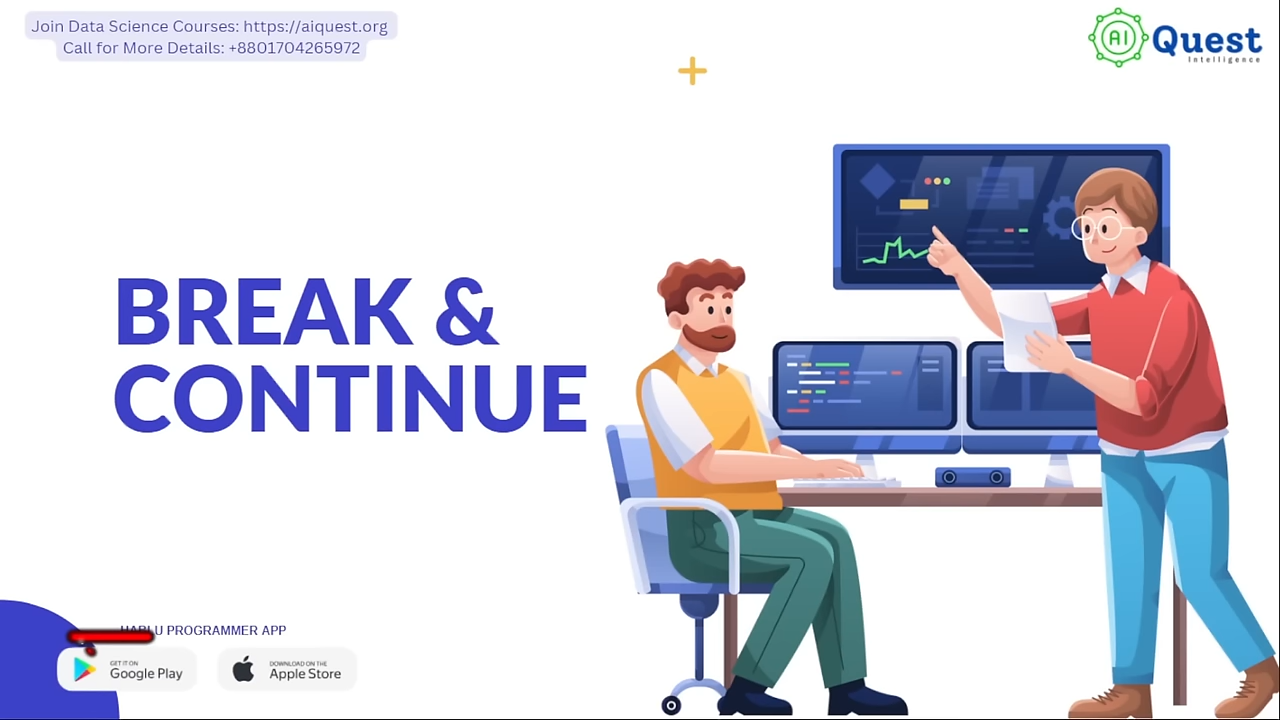 Join Data Science Courses: https://aiquest.org
Call for More Details: +8801704265972
AI Quest
Intelligence
BREAK &
CONTINUE
PROGRAMMER APP
GET IT ON
Google Play
DOWNLOAD ON THE
Apple Store